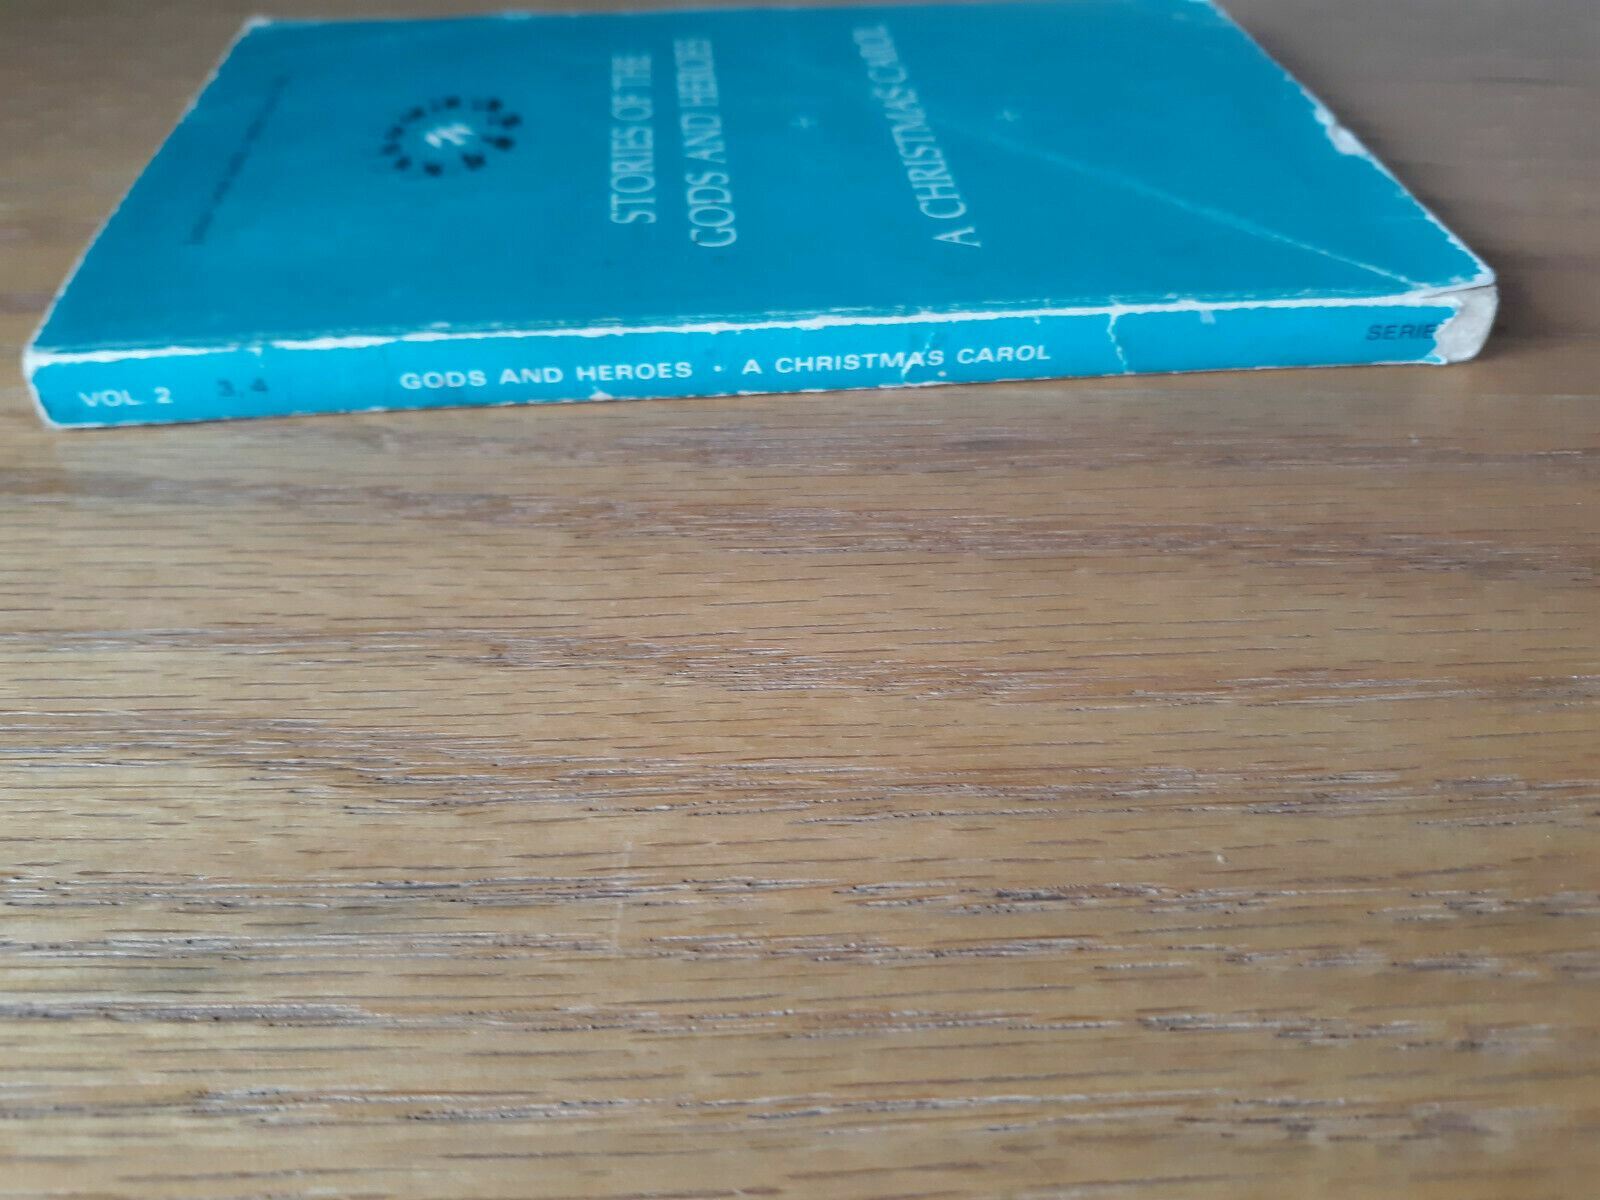 STORIES OF THE
GODS AND HEROES
A CHRISTMAS CAROL
VOL. 2 3, 4 GODS AND HEROES · A CHRISTMAS CAROL SERIE